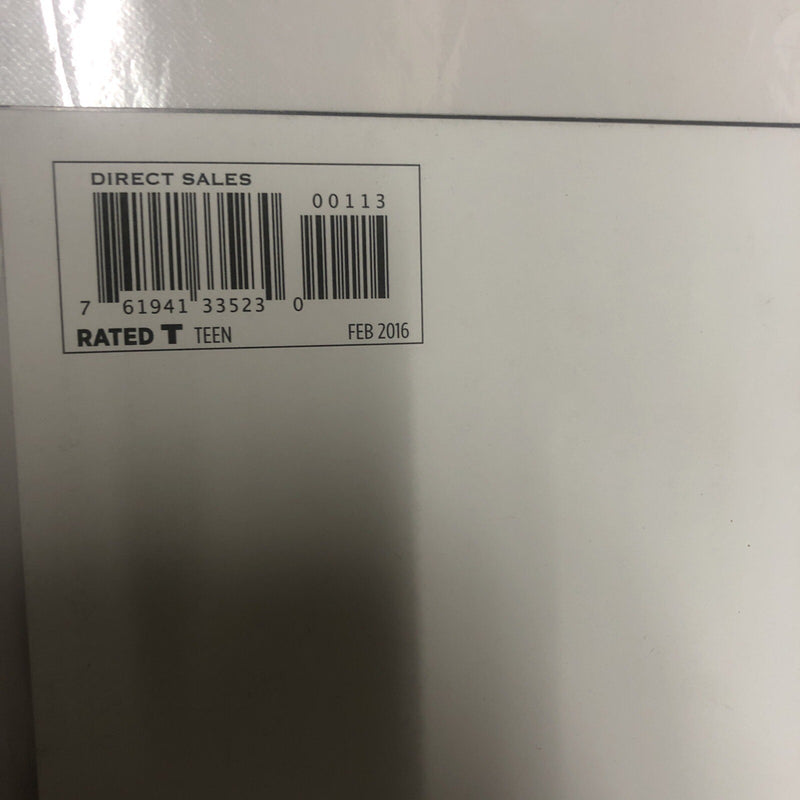 DIRECT SALES
00113
7 61941 33523 0
RATED T TEEN FEB 2016